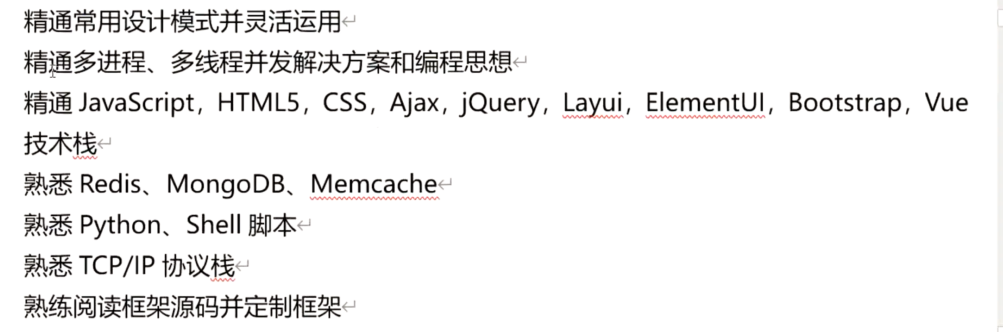 精通常用设计模式并灵活运用
精通多进程、多线程并发解决方案和编程思想
精通 JavaScript，HTML5，CSS，Ajax，jQuery，Layui，ElementUI，Bootstrap，Vue
技术栈
熟悉 Redis、MongoDB、Memcache
熟悉 Python、Shell 脚本
熟悉 TCP/IP 协议栈
熟练阅读框架源码并定制框架